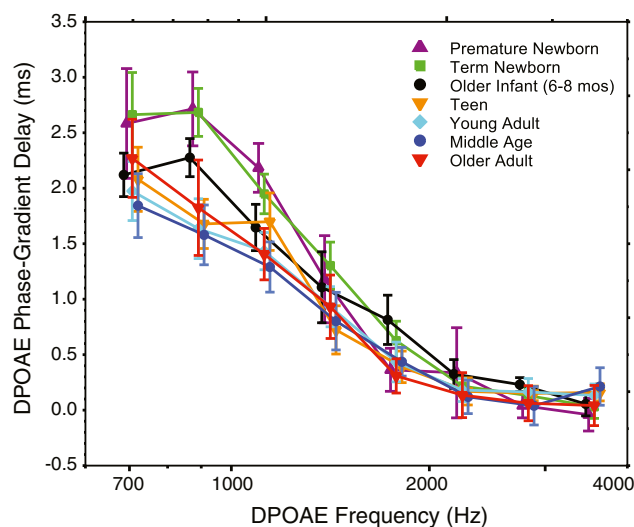 3.5
3.0
2.5
2.0
1.5
1.0
0.5
0.0
-0.5
DPOAE Phase-Gradient Delay (ms)
Premature Newborn
Term Newborn
Older Infant (6-8 mos)
Teen
Young Adult
Middle Age
Older Adult
700
1000
2000
4000
DPOAE Frequency (Hz)